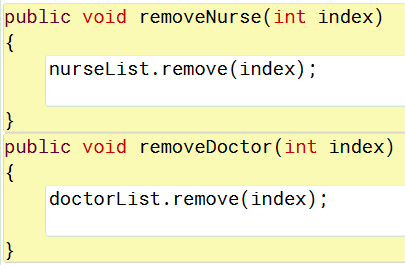 public void removeNurse(int index)
{
nurseList.remove(index);
}
public void removeDoctor(int index)
{
doctorList.remove(index);
}